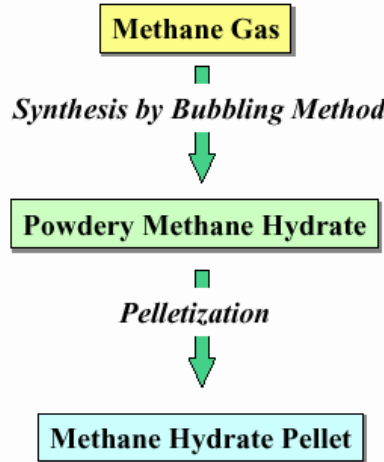 Methane Gas
Synthesis by Bubbling Method
Powdery Methane Hydrate
Pelletization
Methane Hydrate Pellet